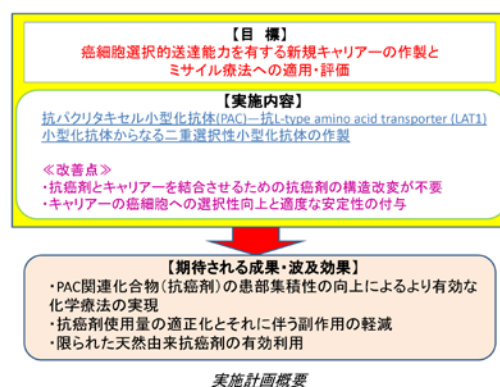 【目 標】
癌細胞選択的送達能力を有する新規キャリアーの作製と
ミサイル療法への適用・評価
【実施内容】
抗パクリタキセル小型化抗体(PAC)―抗L-type amino acid transporter (LAT1)
小型化抗体からなる二重選択性小型化抗体の作製
≪改善点≫
・抗癌剤とキャリアーを結合させるための抗癌剤の構造改変が不要
・キャリアーの癌細胞への選択性向上と適度な安定性の付与
【期待される成果・波及効果】
・PAC関連化合物(抗癌剤)の患部集積性の向上によるより有効な
化学療法の実現
・抗癌剤使用量の適正化とそれに伴う副作用の軽減
・限られた天然由来抗癌剤の有効利用
実施計画概要